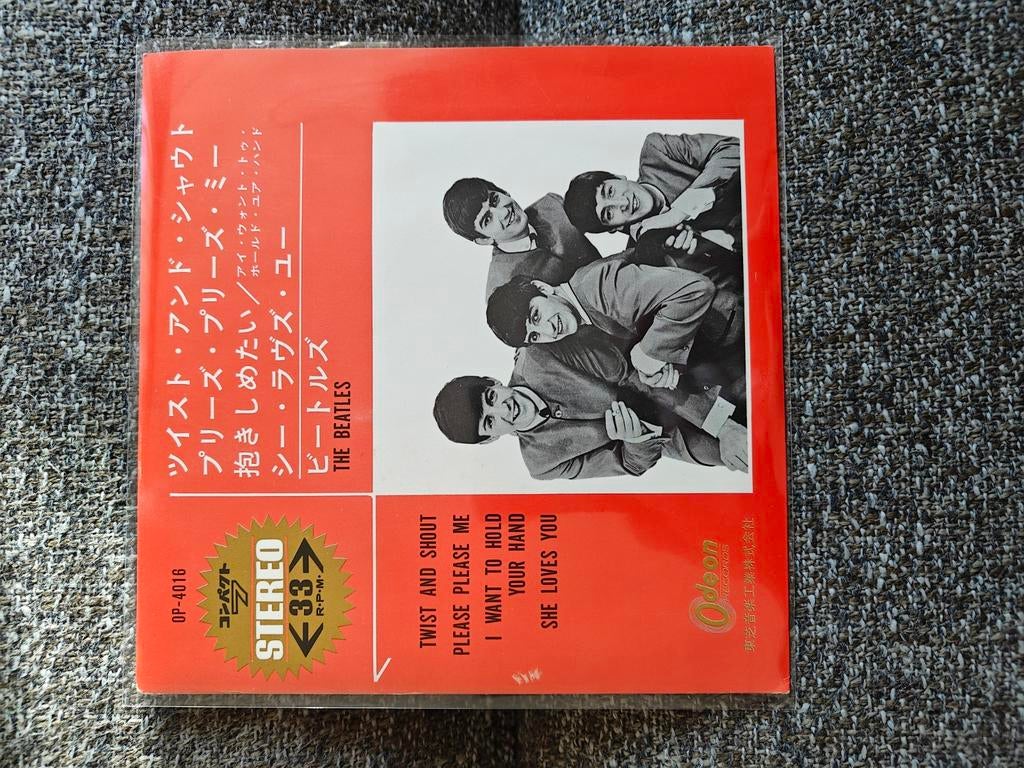 OP-4016
コンパクト
7
STEREO
33
R・P・M・
ツイスト・アンド・シャウト
プリーズ・プリーズ・ミー
抱きしめたい／アイ・ウォント・トゥ・
ホールド・ユア・ハンド
シー・ラヴズ・ユー
ビートルズ
THE BEATLES
TWIST AND SHOUT
PLEASE PLEASE ME
I WANT TO HOLD
YOUR HAND
SHE LOVES YOU
Odeon
RECORDS
東芝音楽工業株式会社